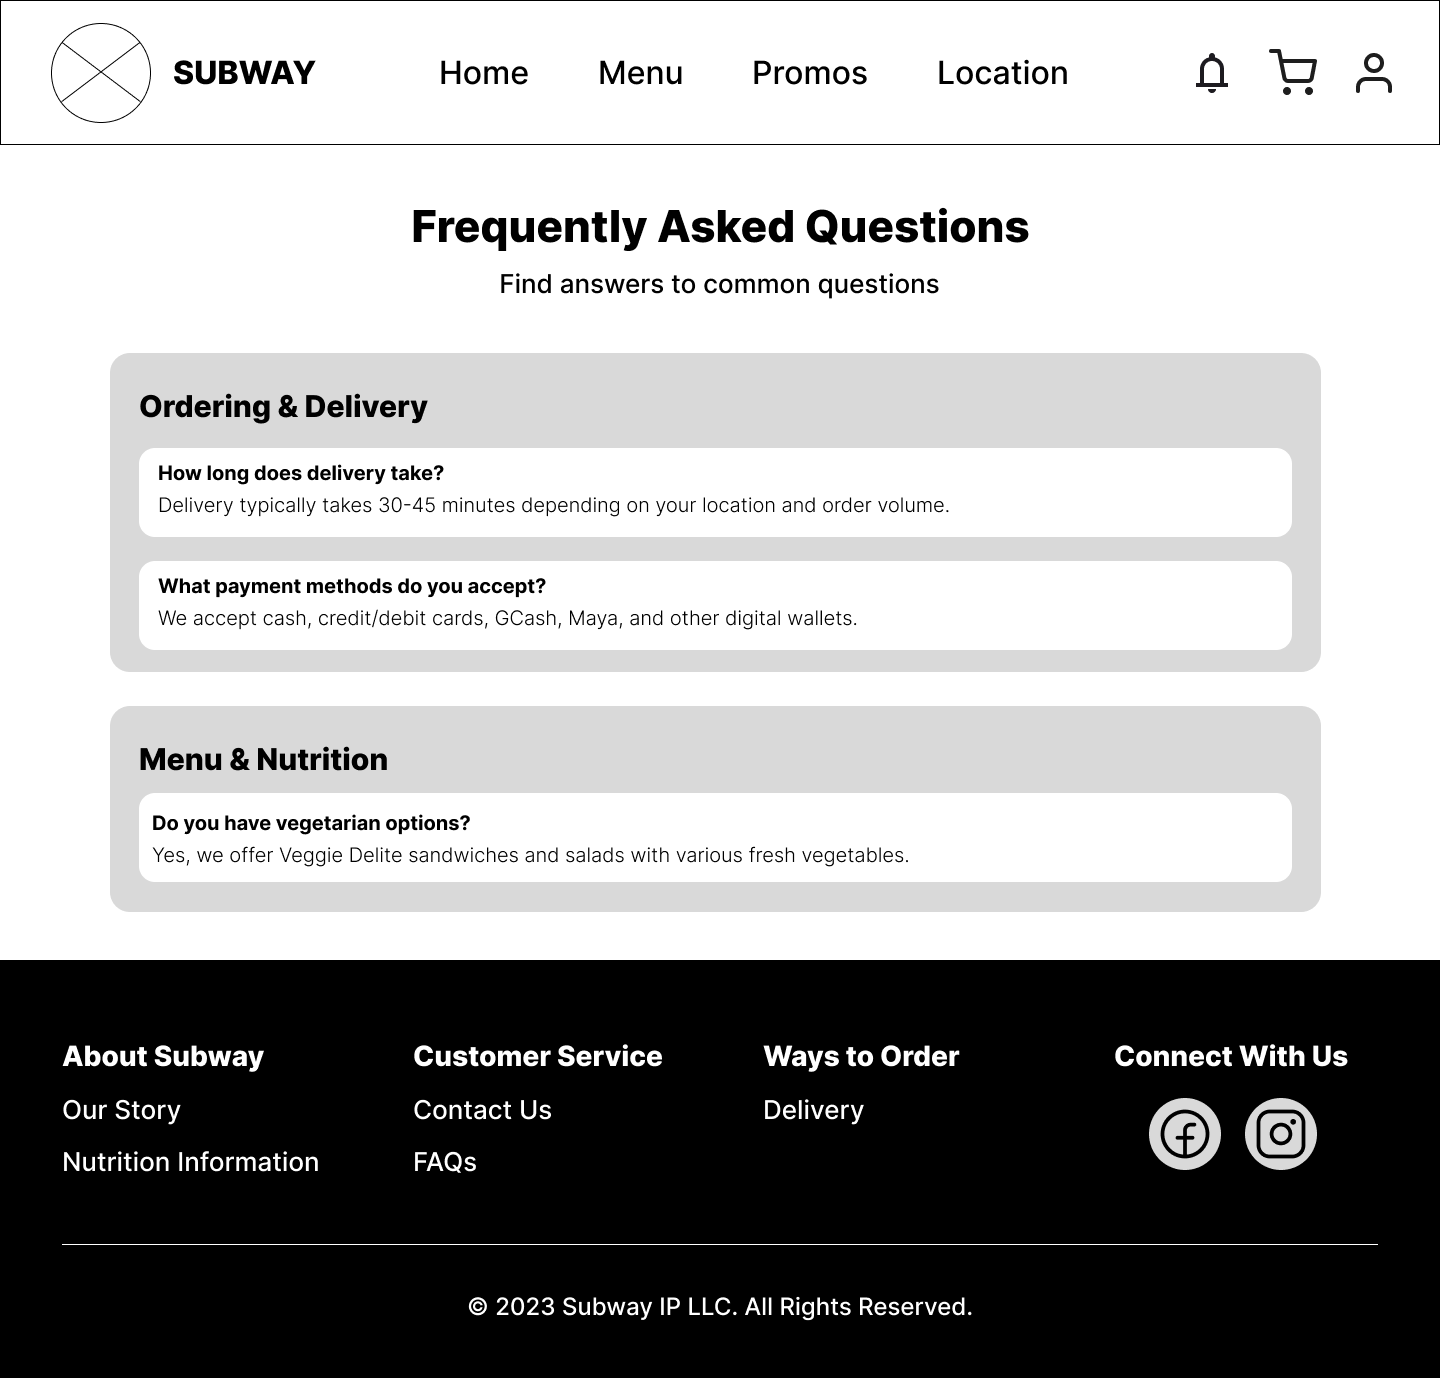 SUBWAY
Home
Menu
Promos
Location
Frequently Asked Questions
Find answers to common questions
Ordering & Delivery
How long does delivery take?
Delivery typically takes 30-45 minutes depending on your location and order volume.
What payment methods do you accept?
We accept cash, credit/debit cards, GCash, Maya, and other digital wallets.
Menu & Nutrition
Do you have vegetarian options?
Yes, we offer Veggie Delite sandwiches and salads with various fresh vegetables.
About Subway
Our Story
Nutrition Information
Customer Service
Contact Us
FAQs
Ways to Order
Delivery
Connect With Us
© 2023 Subway IP LLC. All Rights Reserved.